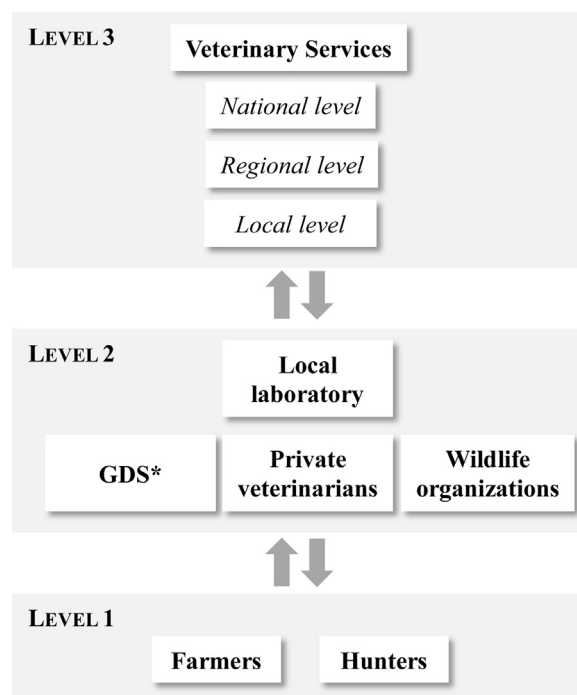 LEVEL 3
Veterinary Services
National level
Regional level
Local level
LEVEL 2
Local
laboratory
GDS*
Private
veterinarians
Wildlife
organizations
LEVEL 1
Farmers
Hunters